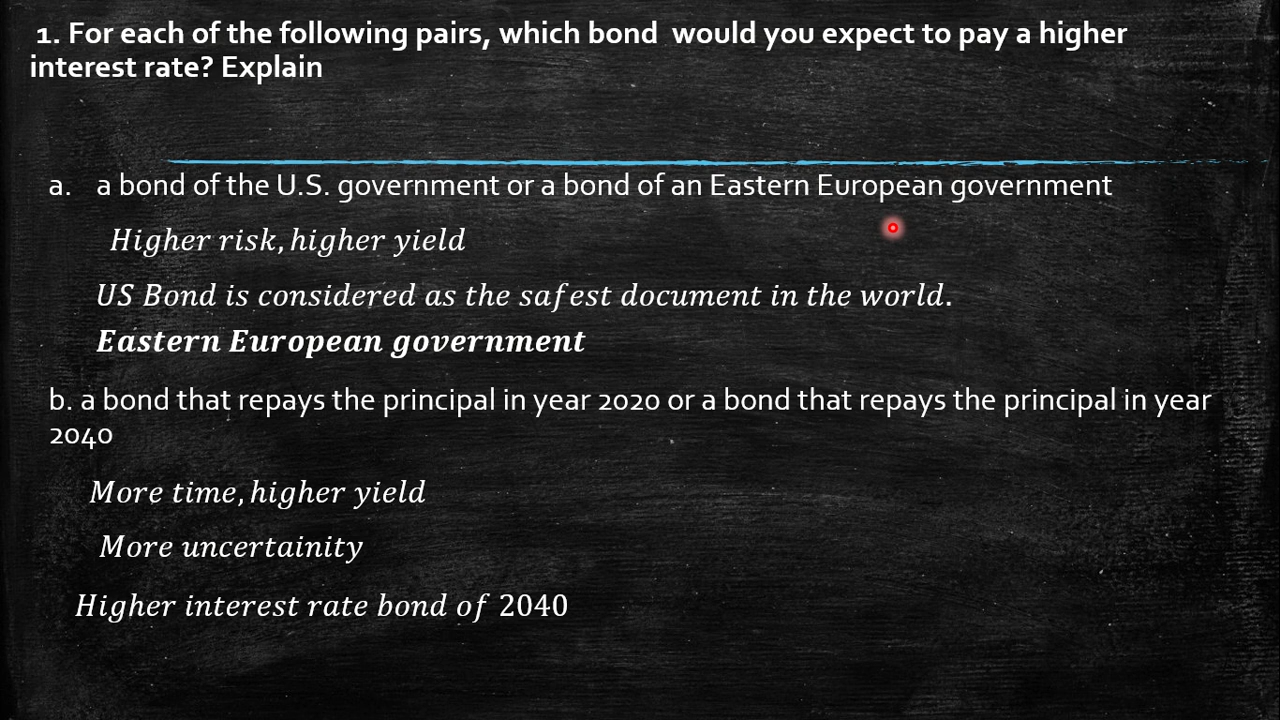 1. For each of the following pairs, which bond would you expect to pay a higher
interest rate? Explain
a. a bond of the U.S. government or a bond of an Eastern European government
Higher risk, higher yield
US Bond is considered as the safest document in the world.
Eastern European government
b. a bond that repays the principal in year 2020 or a bond that repays the principal in year
2040
More time, higher yield
More uncertainity
Higher interest rate bond of 2040